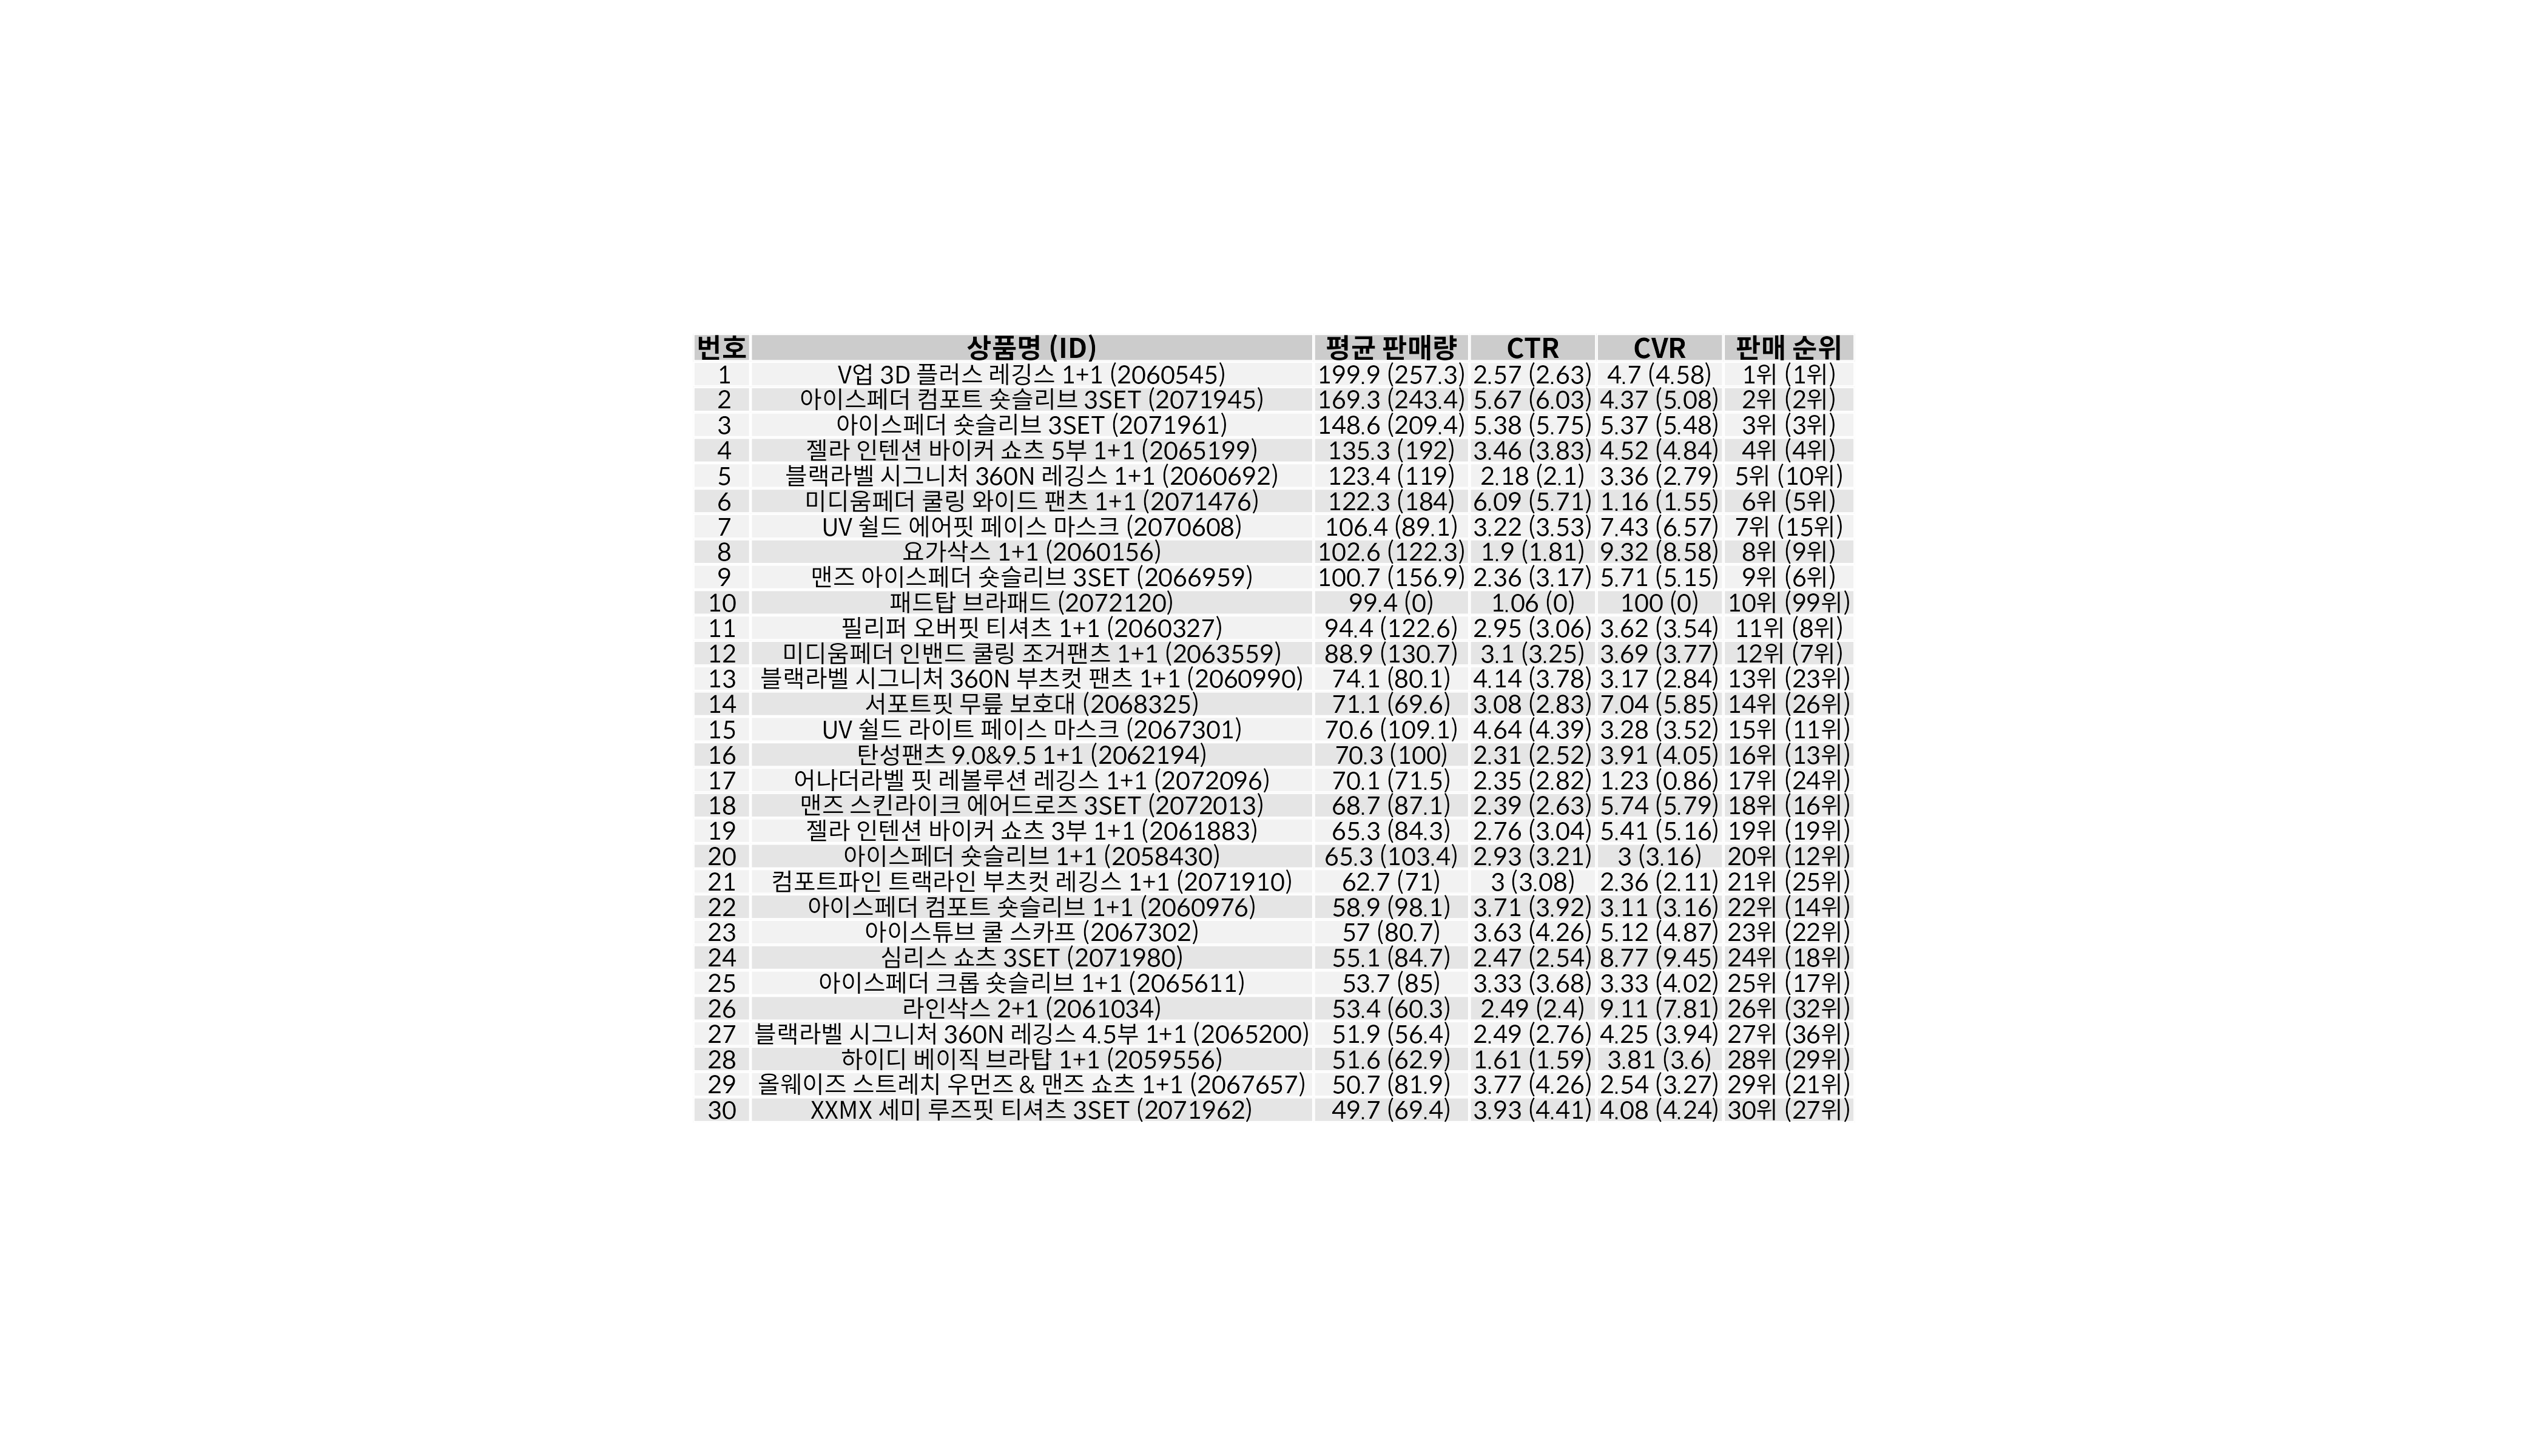 번호 상품명 (ID) 평균 판매량 CTR CVR 판매 순위
1 V업 3D 플러스 레깅스 1+1 (2060545) 199.9 (257.3) 2.57 (2.63) 4.7 (4.58) 1위 (1위)
2 아이스페더 컴포트 숏슬리브 3SET (2071945) 169.3 (243.4) 5.67 (6.03) 4.37 (5.08) 2위 (2위)
3 아이스페더 숏슬리브 3SET (2071961) 148.6 (209.4) 5.38 (5.75) 5.37 (5.48) 3위 (3위)
4 젤라 인텐션 바이커 쇼츠 5부 1+1 (2065199) 135.3 (192) 3.46 (3.83) 4.52 (4.84) 4위 (4위)
5 블랙라벨 시그니처 360N 레깅스 1+1 (2060692) 123.4 (119) 2.18 (2.1) 3.36 (2.79) 5위 (10위)
6 미디움페더 쿨링 와이드 팬츠 1+1 (2071476) 122.3 (184) 6.09 (5.71) 1.16 (1.55) 6위 (5위)
7 UV 쉴드 에어핏 페이스 마스크 (2070608) 106.4 (89.1) 3.22 (3.53) 7.43 (6.57) 7위 (15위)
8 요가삭스 1+1 (2060156) 102.6 (122.3) 1.9 (1.81) 9.32 (8.58) 8위 (9위)
9 맨즈 아이스페더 숏슬리브 3SET (2066959) 100.7 (156.9) 2.36 (3.17) 5.71 (5.15) 9위 (6위)
10 패드탑 브라패드 (2072120) 99.4 (0) 1.06 (0) 100 (0) 10위 (99위)
11 필리퍼 오버핏 티셔츠 1+1 (2060327) 94.4 (122.6) 2.95 (3.06) 3.62 (3.54) 11위 (8위)
12 미디움페더 인밴드 쿨링 조거팬츠 1+1 (2063559) 88.9 (130.7) 3.1 (3.25) 3.69 (3.77) 12위 (7위)
13 블랙라벨 시그니처 360N 부츠컷 팬츠 1+1 (2060990) 74.1 (80.1) 4.14 (3.78) 3.17 (2.84) 13위 (23위)
14 서포트핏 무릎 보호대 (2068325) 71.1 (69.6) 3.08 (2.83) 7.04 (5.85) 14위 (26위)
15 UV 쉴드 라이트 페이스 마스크 (2067301) 70.6 (109.1) 4.64 (4.39) 3.28 (3.52) 15위 (11위)
16 탄성팬츠 9.0&9.5 1+1 (2062194) 70.3 (100) 2.31 (2.52) 3.91 (4.05) 16위 (13위)
17 어나더라벨 핏 레볼루션 레깅스 1+1 (2072096) 70.1 (71.5) 2.35 (2.82) 1.23 (0.86) 17위 (24위)
18 맨즈 스킨라이크 에어드로즈 3SET (2072013) 68.7 (87.1) 2.39 (2.63) 5.74 (5.79) 18위 (16위)
19 젤라 인텐션 바이커 쇼츠 3부 1+1 (2061883) 65.3 (84.3) 2.76 (3.04) 5.41 (5.16) 19위 (19위)
20 아이스페더 숏슬리브 1+1 (2058430) 65.3 (103.4) 2.93 (3.21) 3 (3.16) 20위 (12위)
21 컴포트파인 트랙라인 부츠컷 레깅스 1+1 (2071910) 62.7 (71) 3 (3.08) 2.36 (2.11) 21위 (25위)
22 아이스페더 컴포트 숏슬리브 1+1 (2060976) 58.9 (98.1) 3.71 (3.92) 3.11 (3.16) 22위 (14위)
23 아이스튜브 쿨 스카프 (2067302) 57 (80.7) 3.63 (4.26) 5.12 (4.87) 23위 (22위)
24 심리스 쇼츠 3SET (2071980) 55.1 (84.7) 2.47 (2.54) 8.77 (9.45) 24위 (18위)
25 아이스페더 크롭 숏슬리브 1+1 (2065611) 53.7 (85) 3.33 (3.68) 3.33 (4.02) 25위 (17위)
26 라인삭스 2+1 (2061034) 53.4 (60.3) 2.49 (2.4) 9.11 (7.81) 26위 (32위)
27 블랙라벨 시그니처 360N 레깅스 4.5부 1+1 (2065200) 51.9 (56.4) 2.49 (2.76) 4.25 (3.94) 27위 (36위)
28 하이디 베이직 브라탑 1+1 (2059556) 51.6 (62.9) 1.61 (1.59) 3.81 (3.6) 28위 (29위)
29 올웨이즈 스트레치 우먼즈 & 맨즈 쇼츠 1+1 (2067657) 50.7 (81.9) 3.77 (4.26) 2.54 (3.27) 29위 (21위)
30 XXMX 세미 루즈핏 티셔츠 3SET (2071962) 49.7 (69.4) 3.93 (4.41) 4.08 (4.24) 30위 (27위)